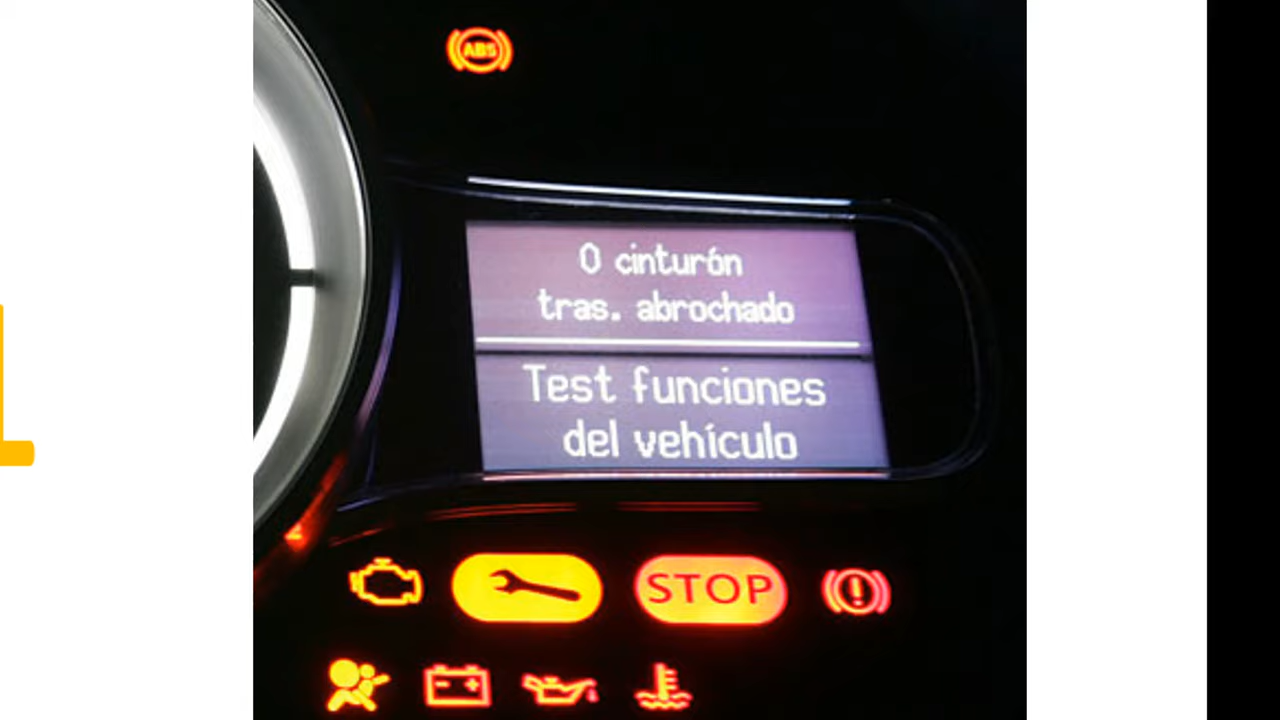 ABS
0 cinturón
tras. abrochado
Test funciones
del vehículo
STOP